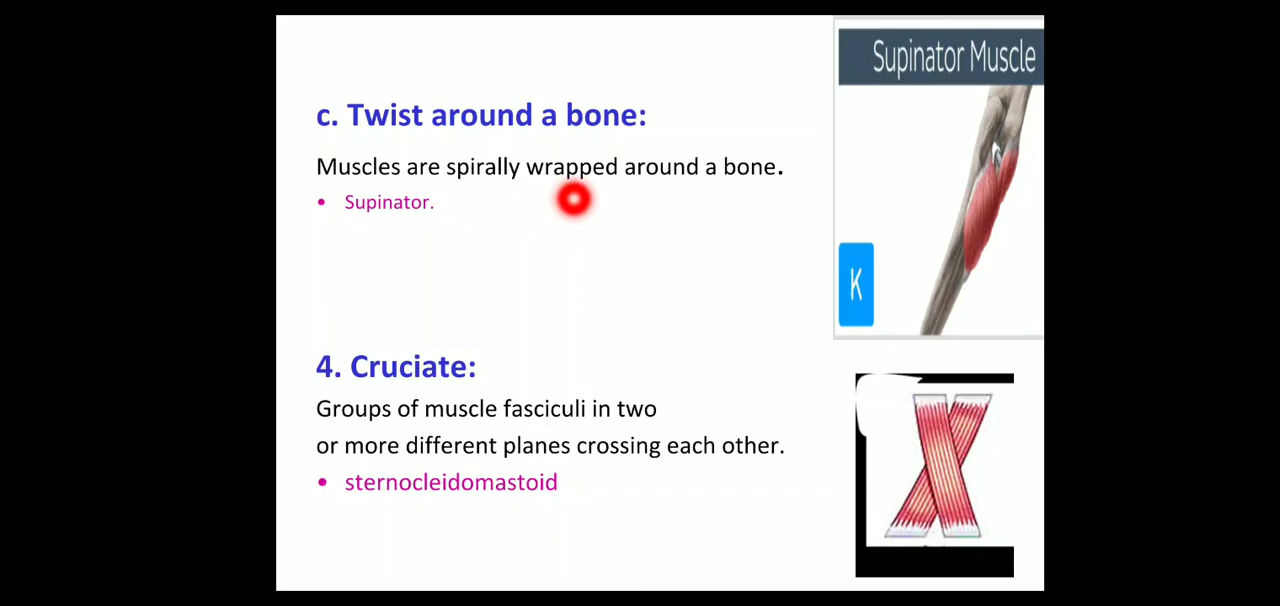 Supinator Muscle
c. Twist around a bone:
Muscles are spirally wrapped around a bone.
• Supinator.
K
4. Cruciate:
Groups of muscle fasciculi in two
or more different planes crossing each other.
• sternocleidomastoid